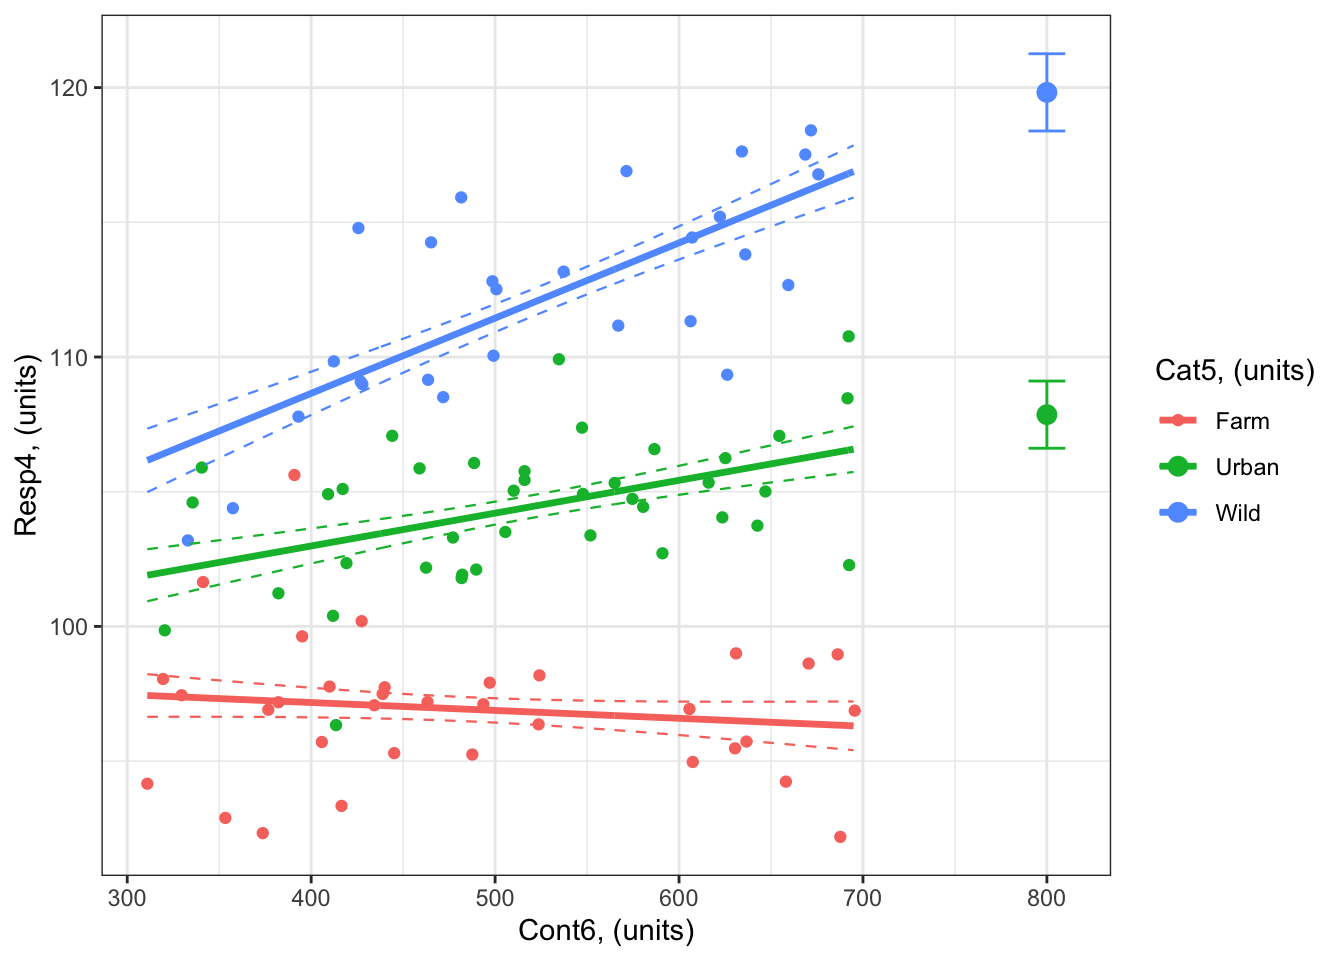 120
110
100
Resp4, (units)
300 400 500 600 700 800
Cont6, (units)
Cat5, (units)
Farm
Urban
Wild